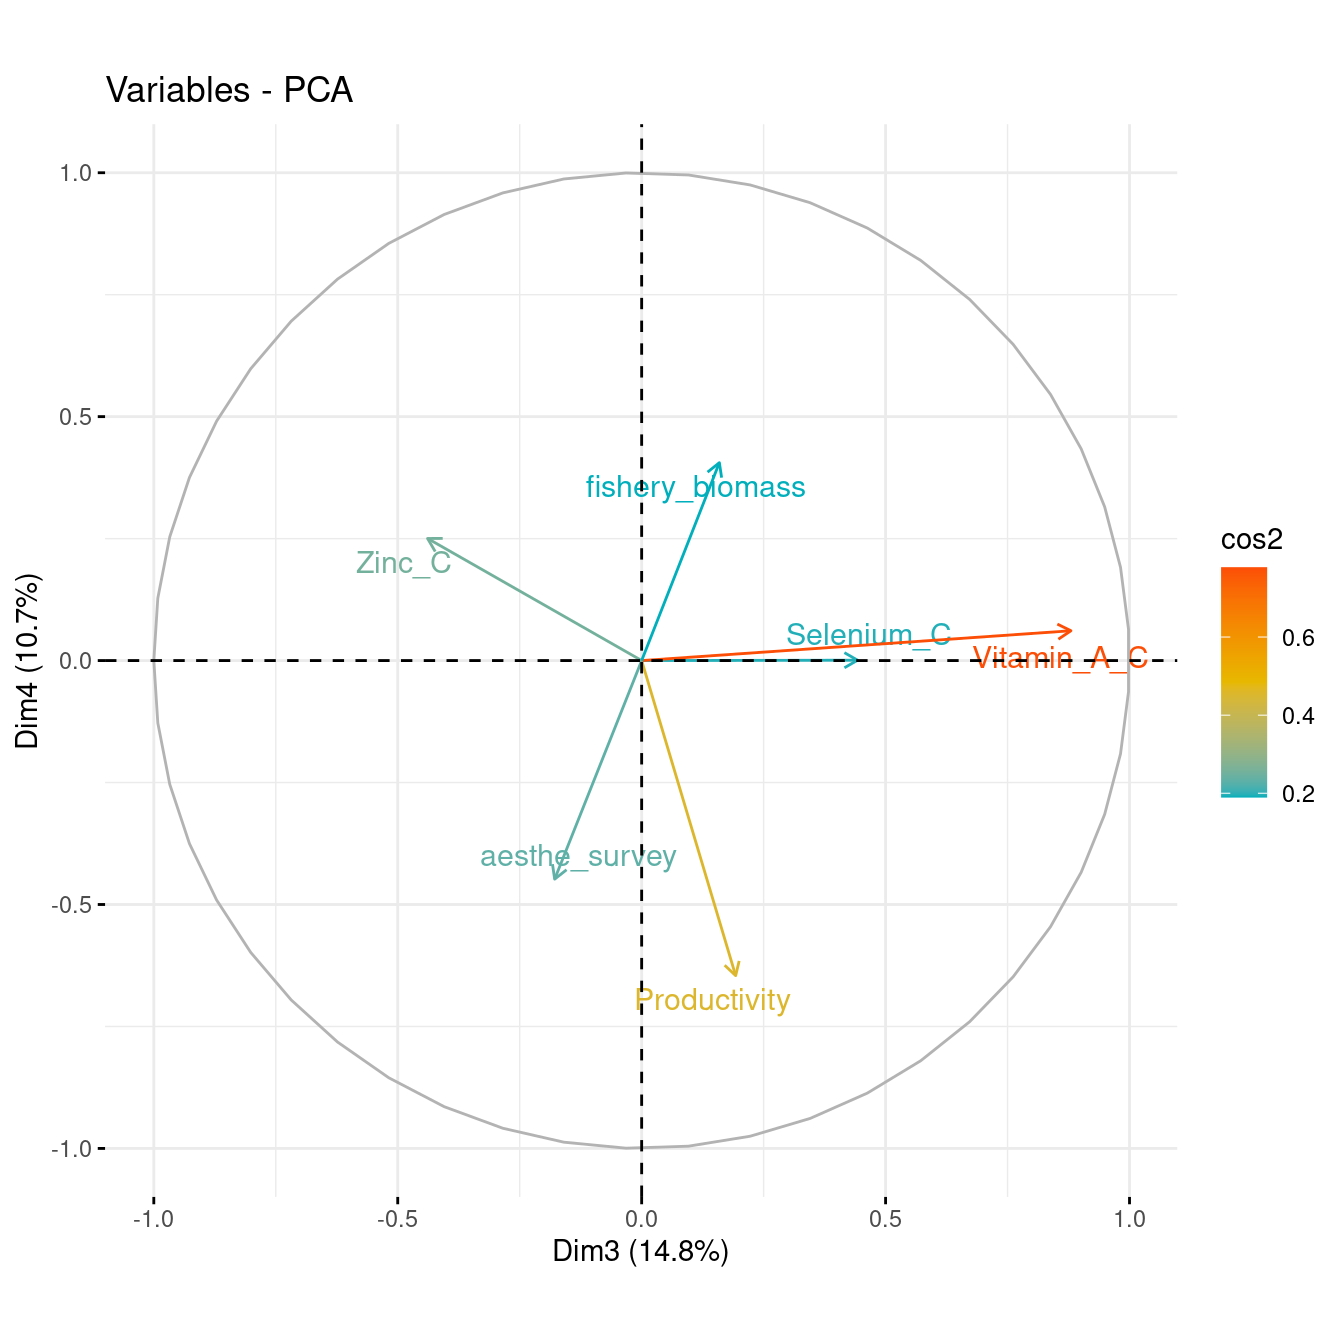 Variables - PCA
1.0
0.5
0.0
-0.5
-1.0
Dim4 (10.7%)
fishery_biomass
Zinc_C
Selenium_C
Vitamin_A_C
aesthe_survey
Productivity
-1.0
-0.5
0.0
0.5
1.0
Dim3 (14.8%)
cos2
0.6
0.4
0.2